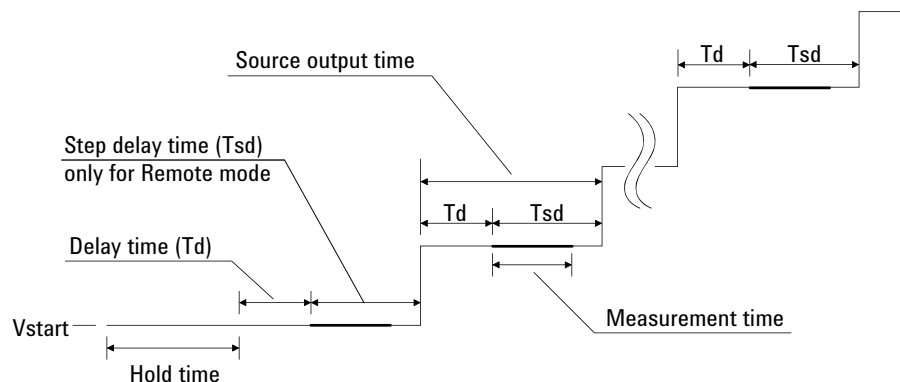 Td
Tsd
Source output time
Step delay time (Tsd)
only for Remote mode
Td
Tsd
Delay time (Td)
Vstart
Measurement time
Hold time